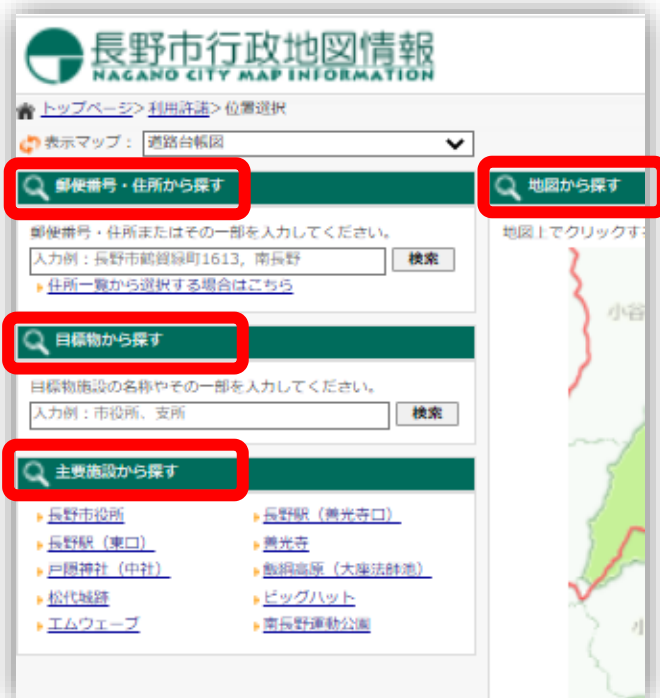 長野市行政地図情報
NAGANO CITY MAP INFORMATION
トップページ> 利用許諾> 位置選択
表示マップ： 道路台帳図
郵便番号・住所から探す
郵便番号・住所またはその一部を入力してください。
入力例：長野市鶴賀緑町1613, 南長野
検索
住所一覧から選択する場合はこちら
目標物から探す
目標物施設の名称やその一部を入力してください。
入力例：市役所、支所
検索
主要施設から探す
長野市役所
長野駅（善光寺口）
長野駅（東口）
善光寺
戸隠神社（中社）
飯綱高原（大座法師池）
松代城跡
ビッグハット
エムウェーブ
南長野運動公園
地図から探す
地図上でクリックする
小谷
小